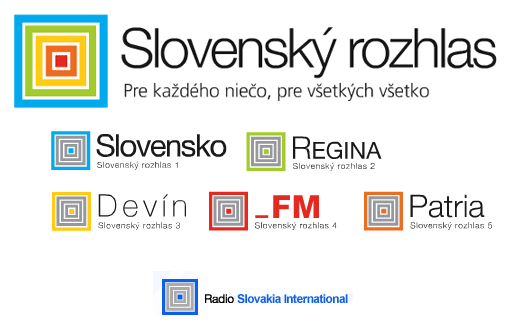 Slovenský rozhlas
Pre každého niečo, pre všetkých všetko
Slovensko
Slovenský rozhlas 1
REGINA
Slovenský rozhlas 2
Devín
Slovenský rozhlas 3
_FM
Slovenský rozhlas 4
Patria
Slovenský rozhlas 5
Radio Slovakia International